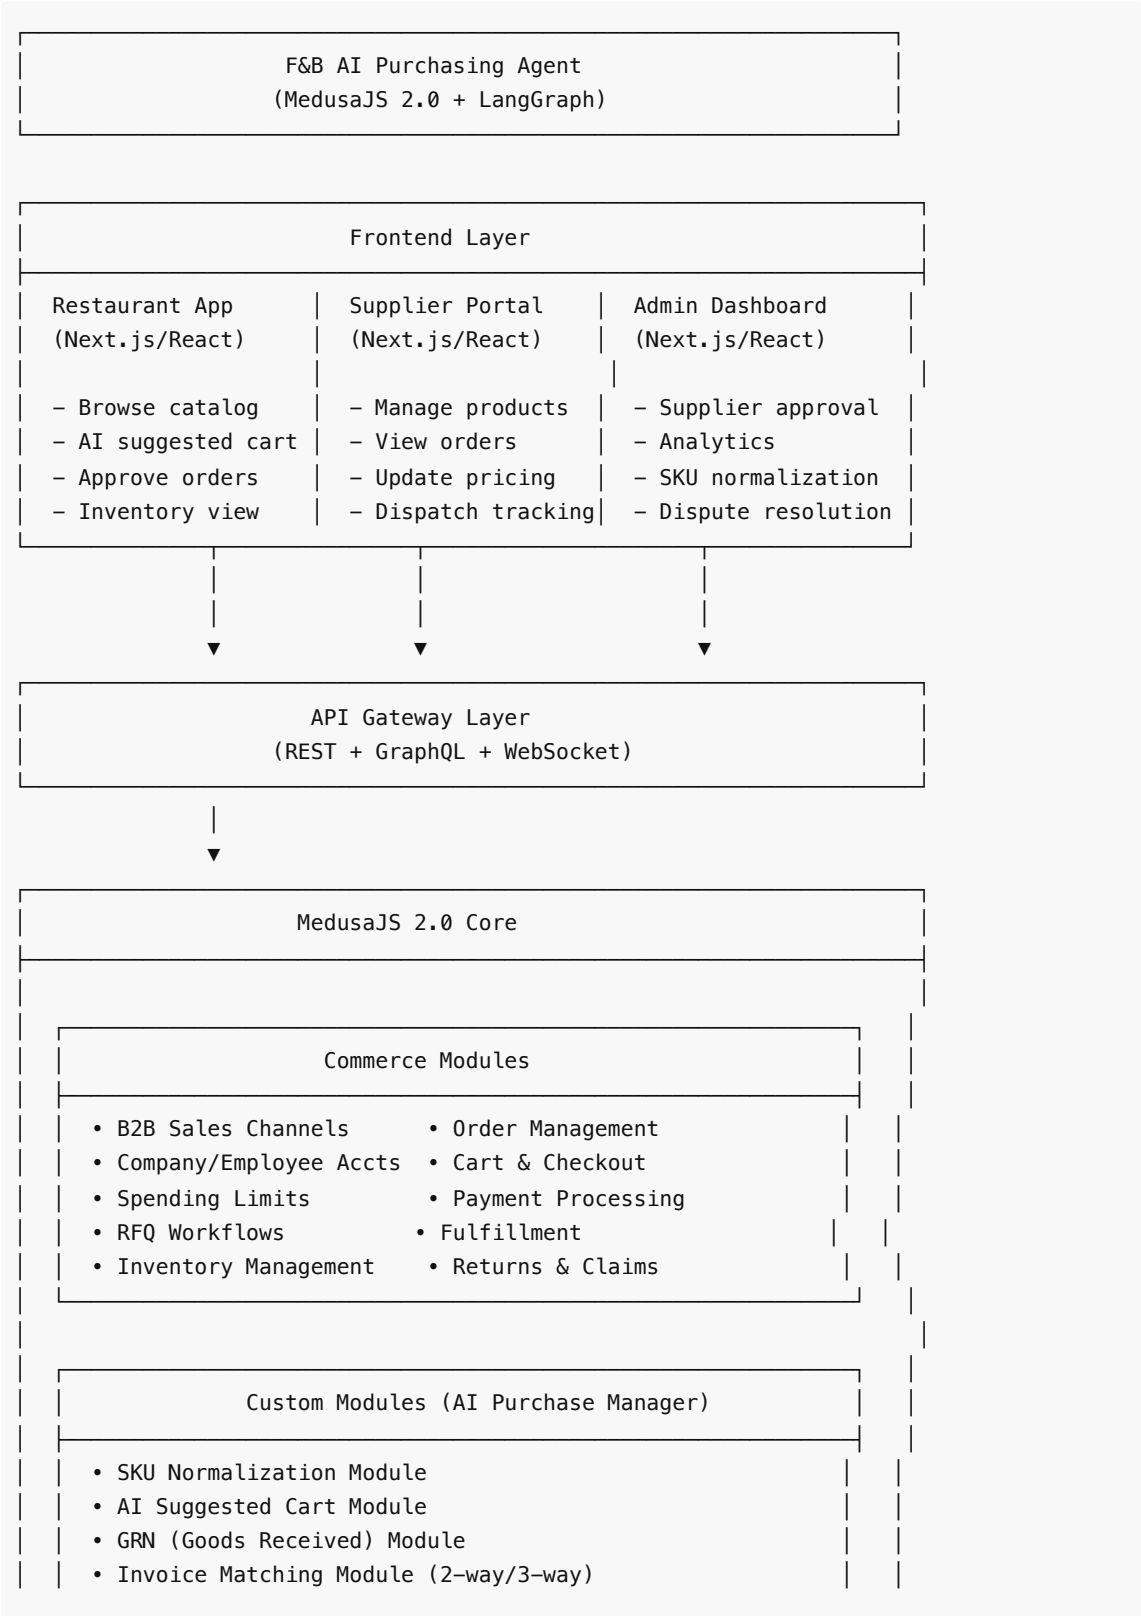 F&B AI Purchasing Agent
(MedusaJS 2.0 + LangGraph)
Frontend Layer
Restaurant App Supplier Portal Admin Dashboard
(Next.js/React) (Next.js/React) (Next.js/React)
– Browse catalog – Manage products – Supplier approval
– AI suggested cart – View orders – Analytics
– Approve orders – Update pricing – SKU normalization
– Inventory view – Dispatch tracking – Dispute resolution
API Gateway Layer
(REST + GraphQL + WebSocket)
MedusaJS 2.0 Core
Commerce Modules
• B2B Sales Channels • Order Management
• Company/Employee Accts • Cart & Checkout
• Spending Limits • Payment Processing
• RFQ Workflows • Fulfillment
• Inventory Management • Returns & Claims
Custom Modules (AI Purchase Manager)
• SKU Normalization Module
• AI Suggested Cart Module
• GRN (Goods Received) Module
• Invoice Matching Module (2–way/3–way)